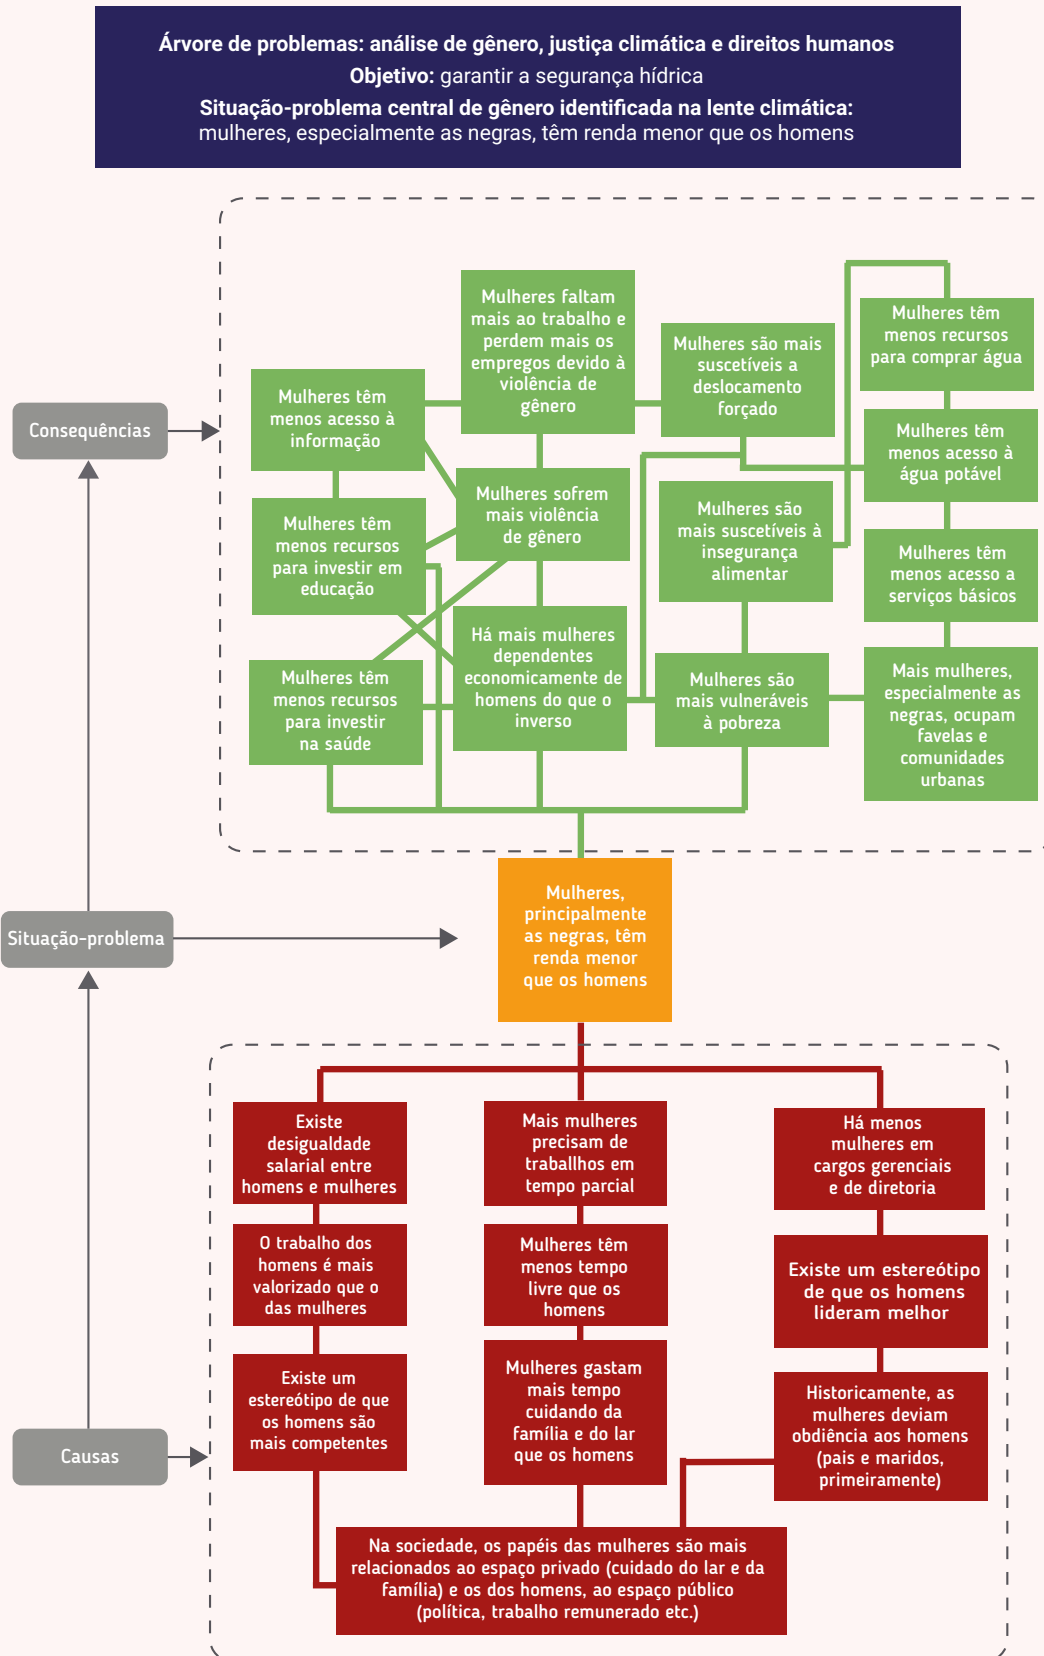 Árvore de problemas: análise de gênero, justiça climática e direitos humanos
Objetivo: garantir a segurança hídrica
Situação-problema central de gênero identificada na lente climática:
mulheres, especialmente as negras, têm renda menor que os homens
Consequências
Mulheres faltam
mais ao trabalho e
perdem mais os
empregos devido à
violência de
gênero
Mulheres são mais
suscetíveis a
deslocamento
forçado
Mulheres têm
menos recursos
para comprar água
Mulheres têm
menos acesso à
informação
Mulheres têm
menos acesso à
água potável
Mulheres sofrem
mais violência
de gênero
Mulheres são
mais suscetíveis à
insegurança
alimentar
Mulheres têm
menos recursos
para investir em
educação
Mulheres têm
menos acesso a
serviços básicos
Há mais mulheres
dependentes
economicamente de
homens do que o
inverso
Mulheres têm
menos recursos
para investir
na saúde
Mulheres são
mais vulneráveis
à pobreza
Mais mulheres,
especialmente as
negras, ocupam
favelas e
comunidades
urbanas
Situação-problema
Mulheres,
principalmente
as negras, têm
renda menor
que os homens
Causas
Existe
desigualdade
salarial entre
homens e mulheres
Mais mulheres
precisam de
traballhos em
tempo parcial
Há menos
mulheres em
cargos gerenciais
e de diretoria
O trabalho dos
homens é mais
valorizado que o
das mulheres
Mulheres têm
menos tempo
livre que os
homens
Existe um estereótipo
de que os homens
lideram melhor
Existe um
estereótipo de que
os homens são
mais competentes
Mulheres gastam
mais tempo
cuidando da
família e do lar
que os homens
Historicamente, as
mulheres deviam
obdiência aos homens
(pais e maridos,
primeiramente)
Na sociedade, os papéis das mulheres são mais
relacionados ao espaço privado (cuidado do lar e da
família) e os dos homens, ao espaço público
(política, trabalho remunerado etc.)